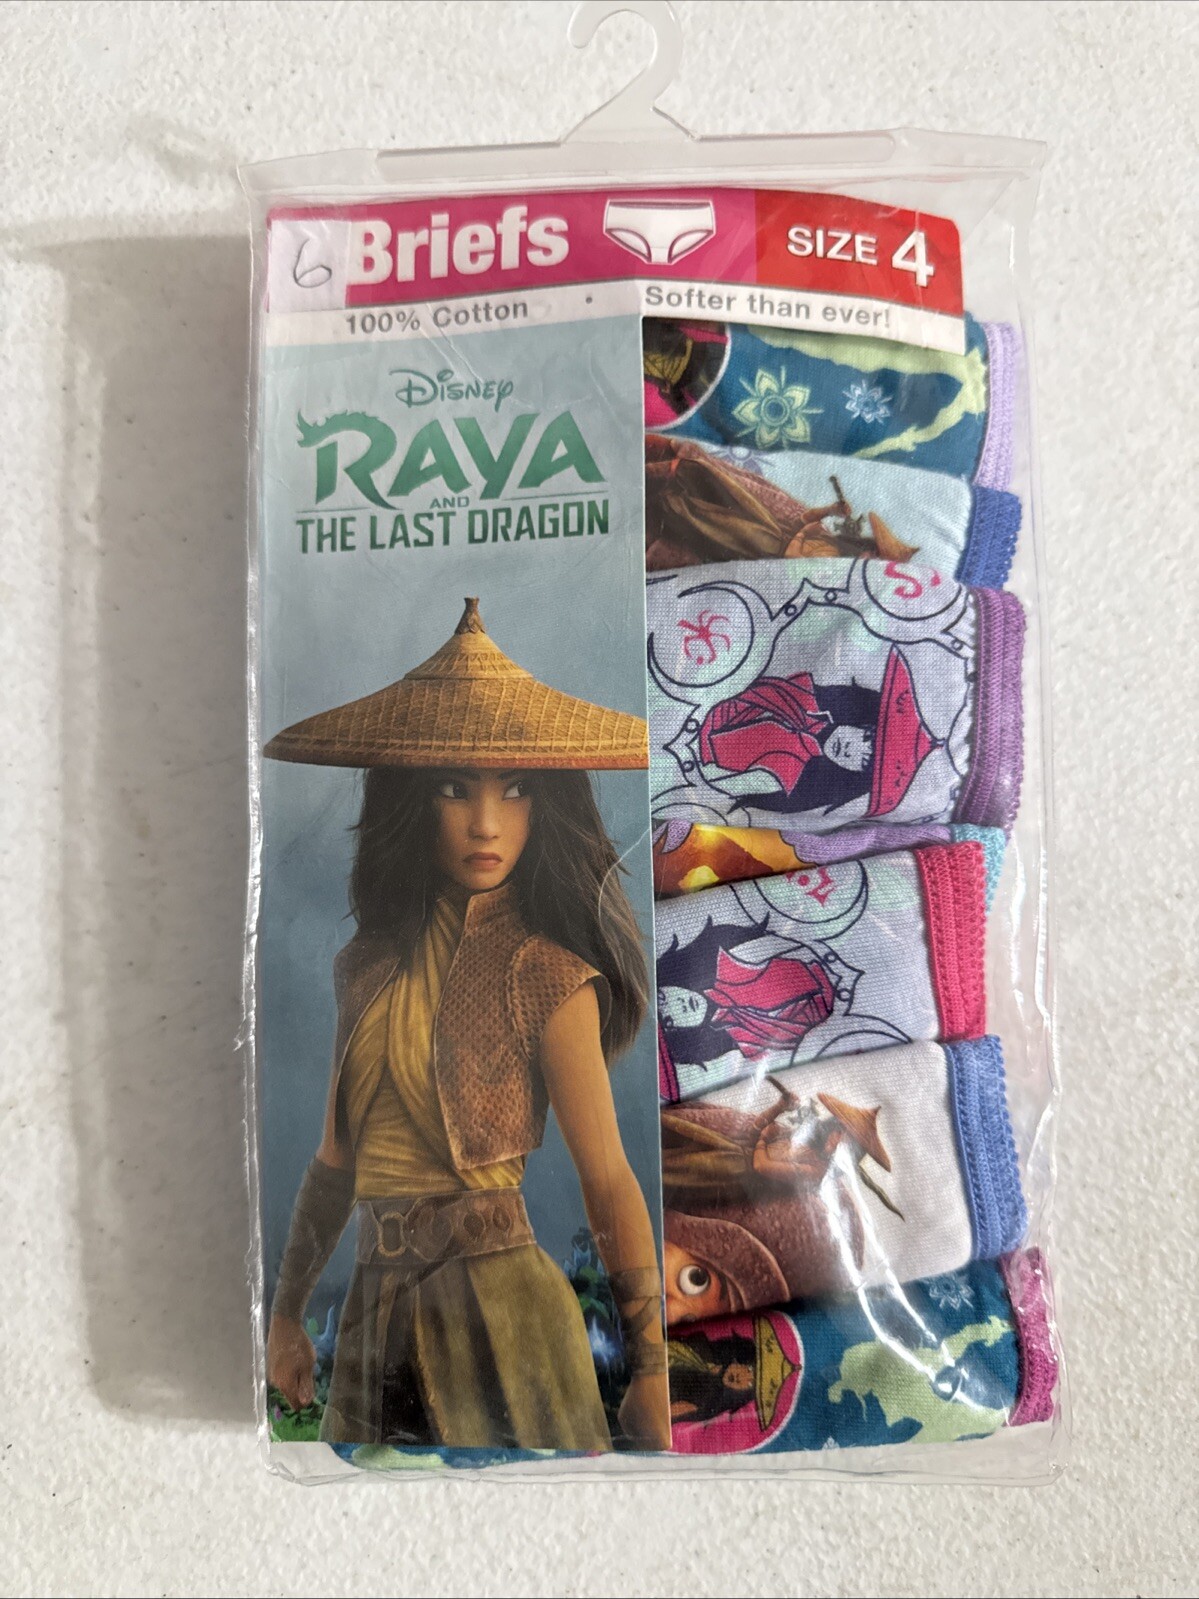 6 Briefs SIZE 4
100% Cotton • Softer than ever!
Disney
RAYA
AND
THE LAST DRAGON